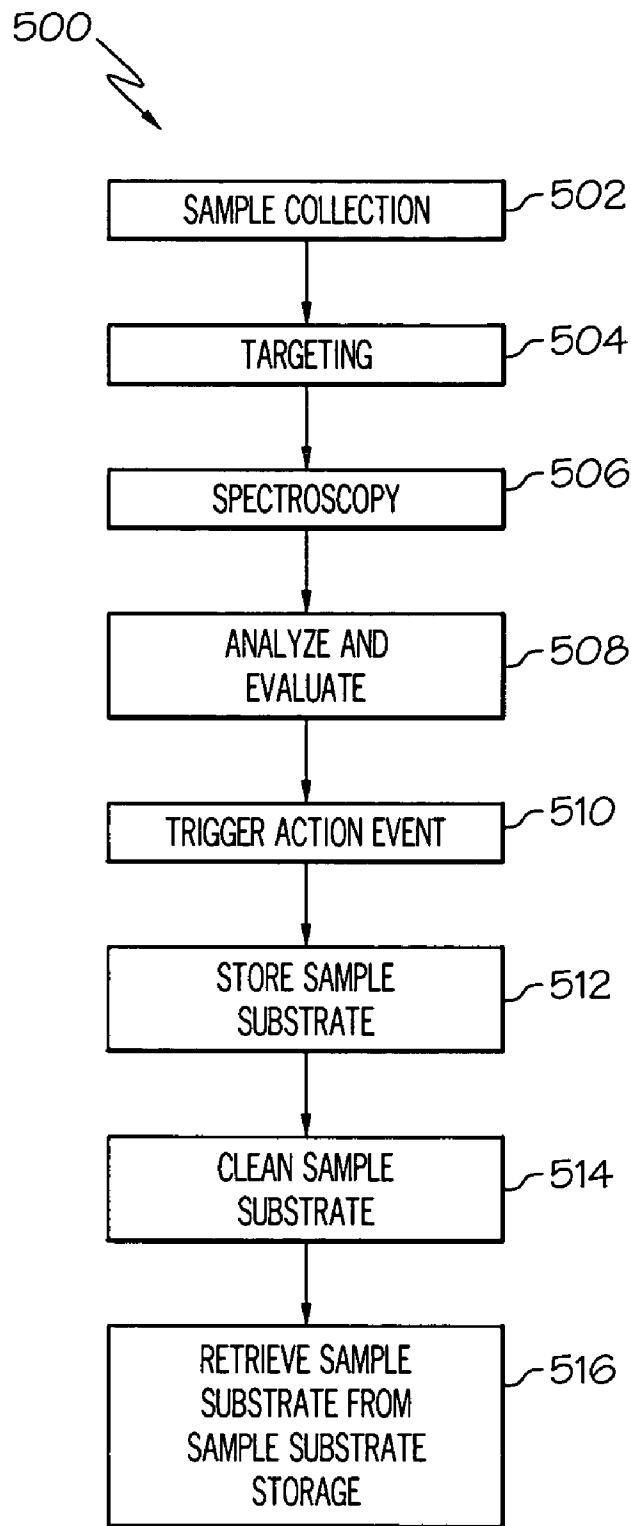 500
SAMPLE COLLECTION
502
TARGETING
504
SPECTROSCOPY
506
ANALYZE AND
EVALUATE
508
TRIGGER ACTION EVENT
510
STORE SAMPLE
SUBSTRATE
512
CLEAN SAMPLE
SUBSTRATE
514
RETRIEVE SAMPLE
SUBSTRATE FROM
SAMPLE SUBSTRATE
STORAGE
516